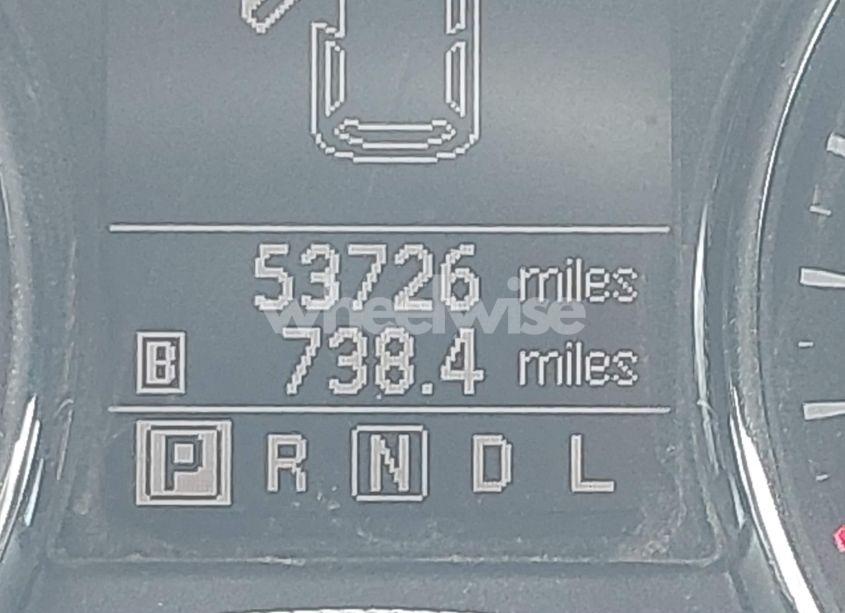 53726 miles
wheelwise
B 738.4 miles
P R N D L